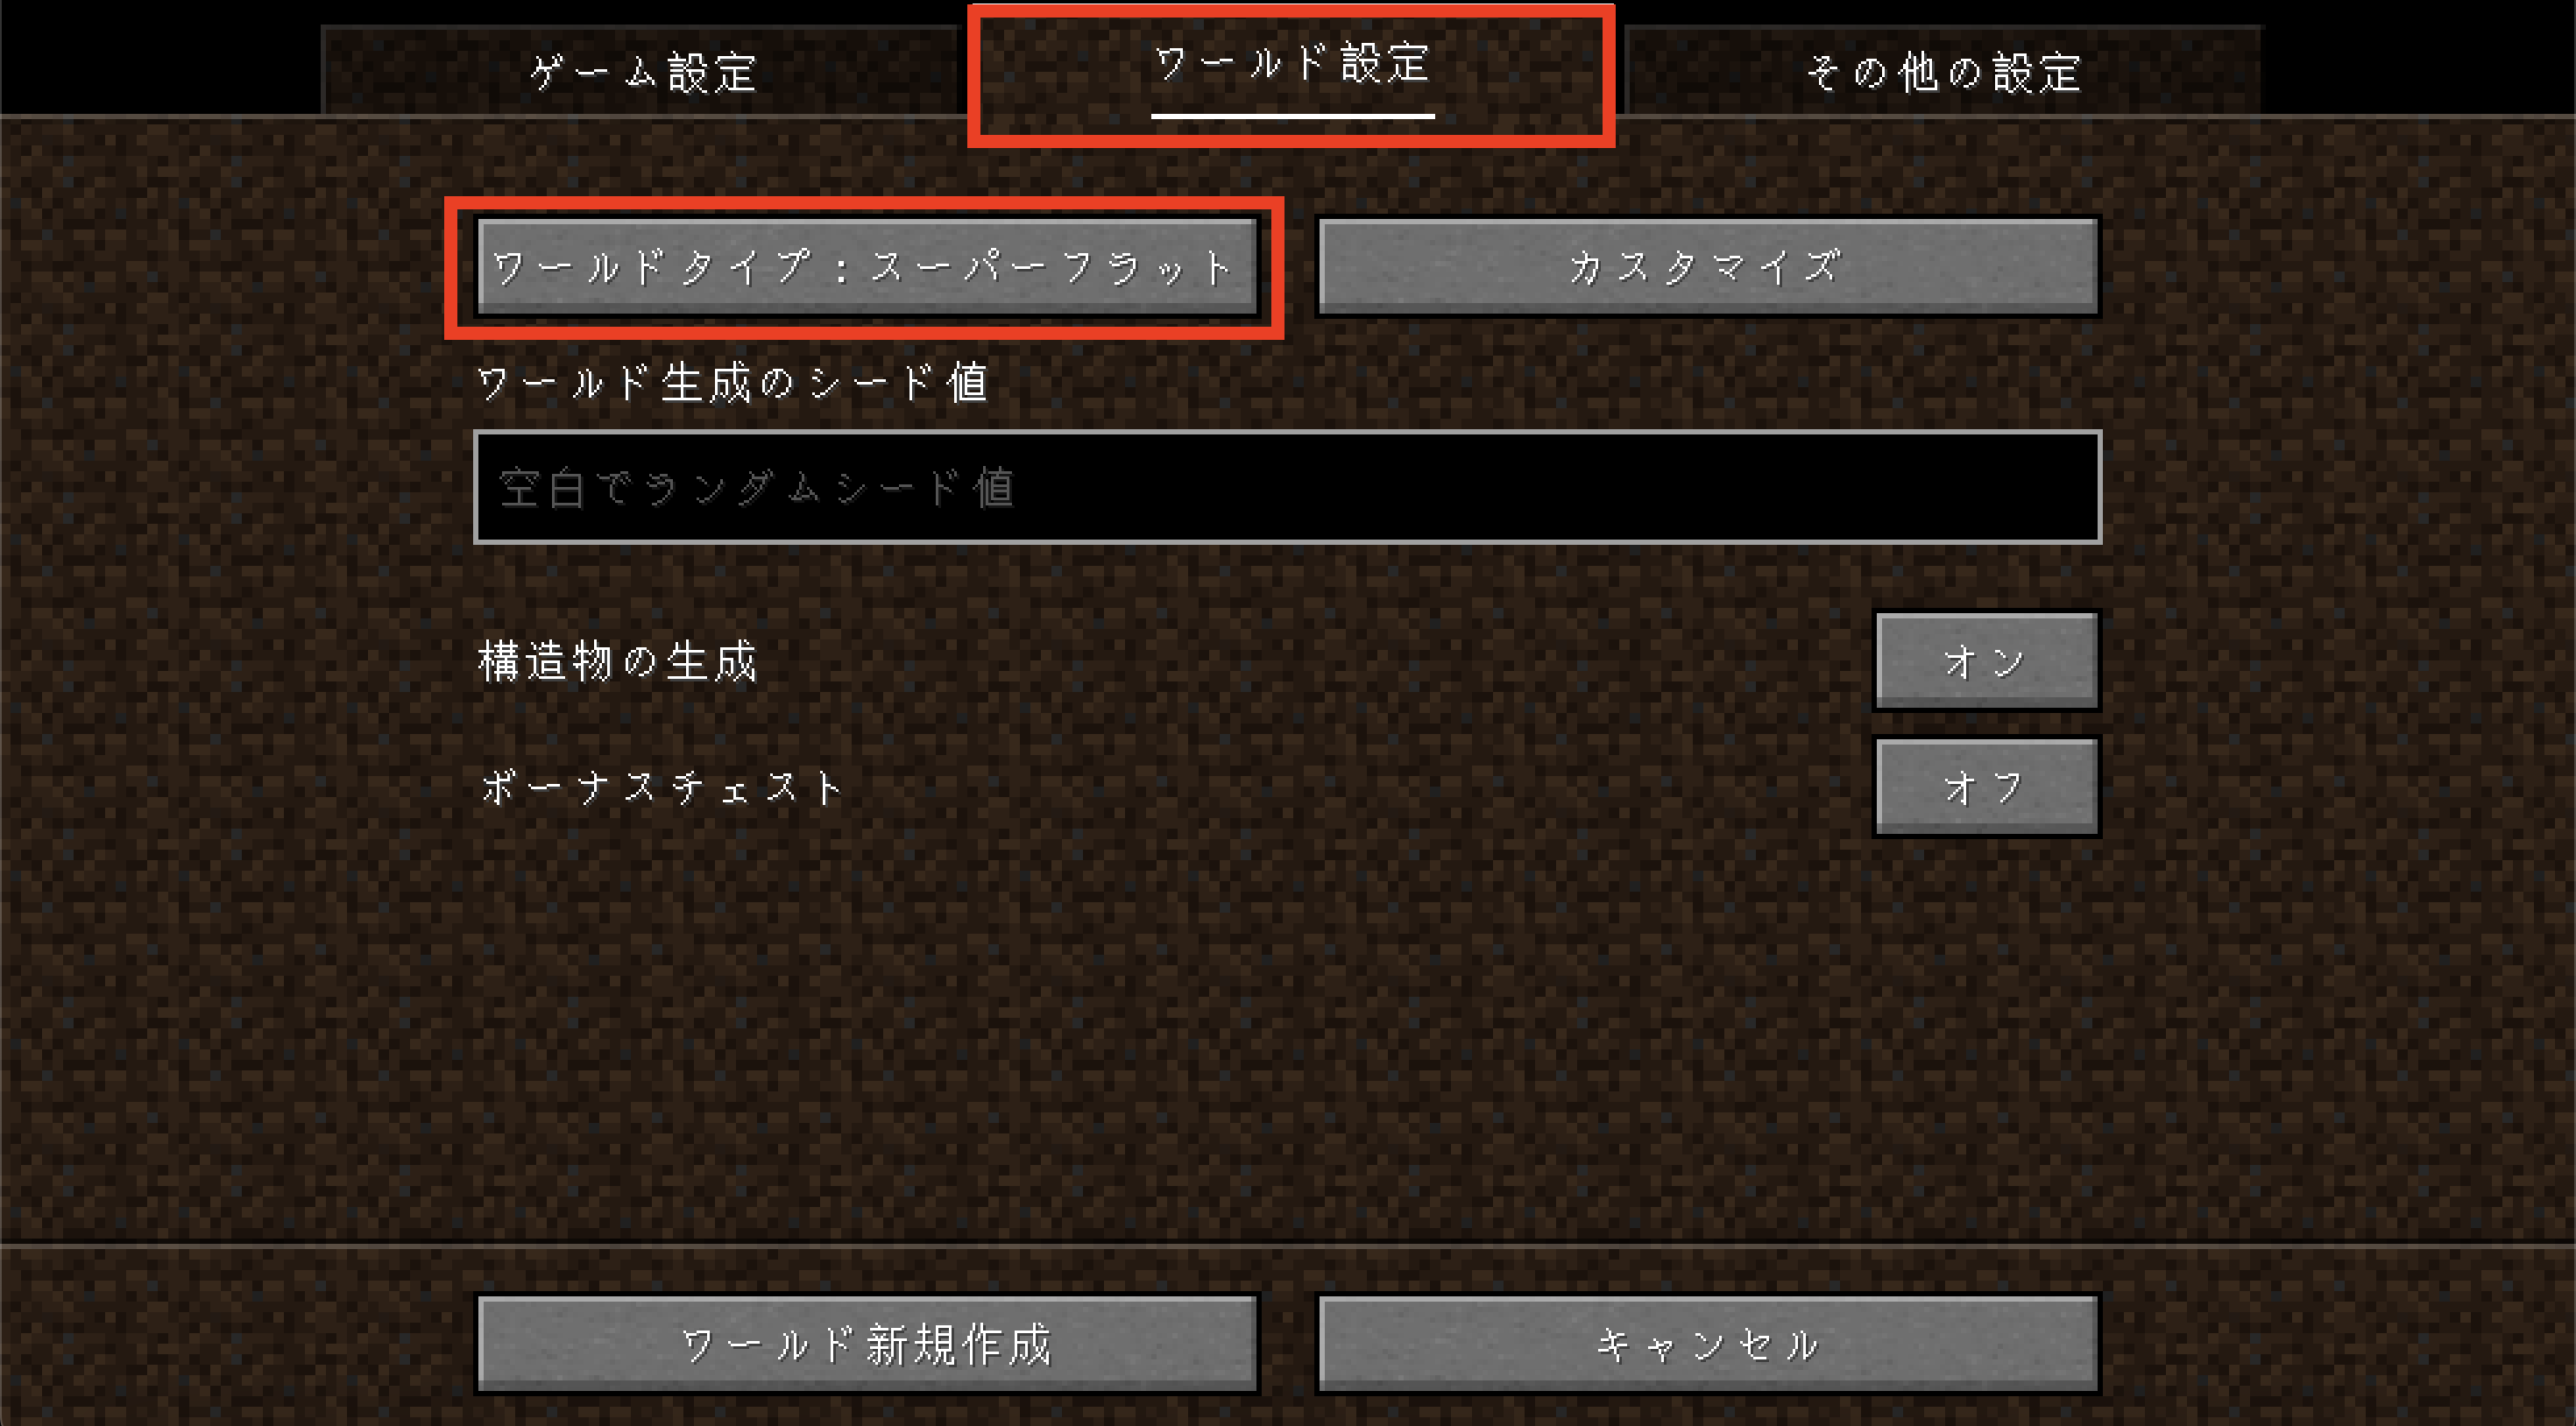 ゲーム設定
ワールド設定
その他の設定
ワールドタイプ：スーパーフラット
カスタマイズ
ワールド生成のシード値
空白でランダムシード値
構造物の生成
オン
ボーナスチェスト
オフ
ワールド新規作成
キャンセル